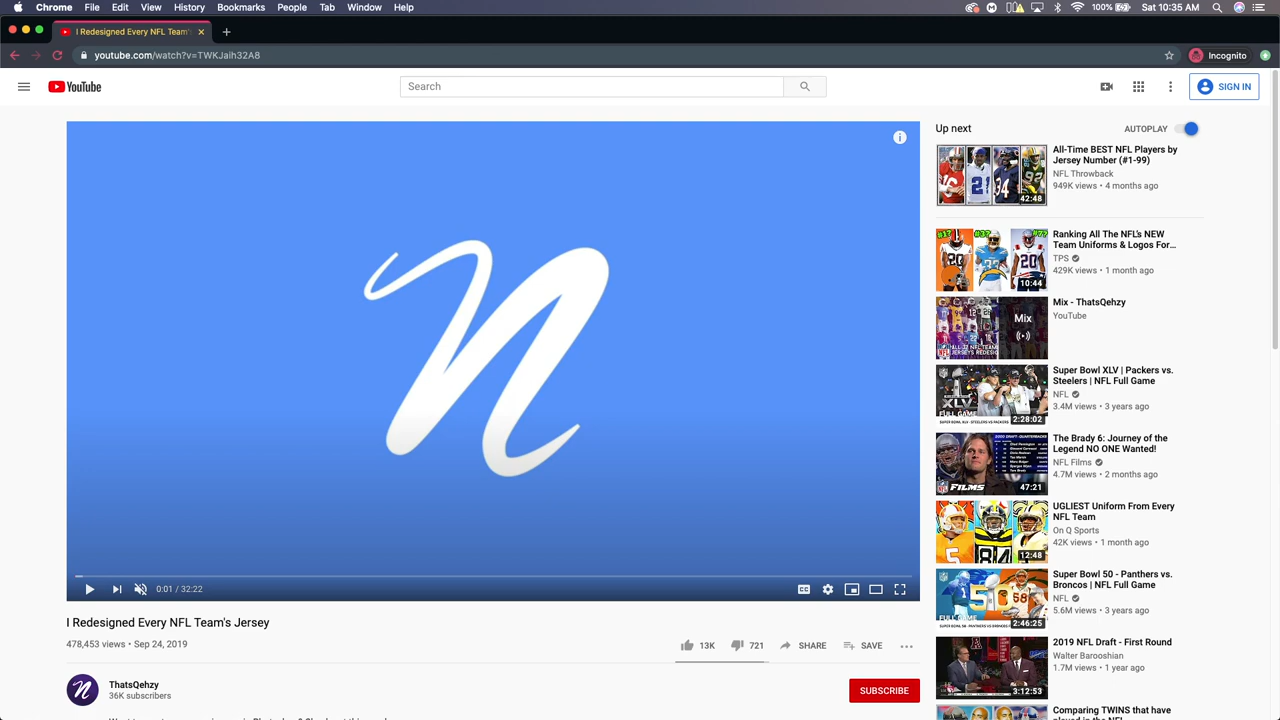 Chrome File Edit View History Bookmarks People Tab Window Help
100% Sat 10:35 AM
I Redesigned Every NFL Team's
youtube.com/watch?v=TWKJaih32A8
Incognito
YouTube
Search
SIGN IN
n
0:01 / 32:22
I Redesigned Every NFL Team's Jersey
478,453 views • Sep 24, 2019
13K
721
SHARE
SAVE
ThatsQehzy
36K subscribers
SUBSCRIBE
Up next
AUTOPLAY
42:48
All-Time BEST NFL Players by
Jersey Number (#1-99)
NFL Throwback
949K views • 4 months ago
10:44
Ranking All The NFL's NEW
Team Uniforms & Logos For...
TPS
429K views • 1 month ago
Mix
Mix - ThatsQehzy
YouTube
FULL GAME
2:28:02
Super Bowl XLV | Packers vs.
Steelers | NFL Full Game
NFL
3.4M views • 3 years ago
FILMS
47:21
The Brady 6: Journey of the
Legend NO ONE Wanted!
NFL Films
4.7M views • 2 months ago
12:48
UGLIEST Uniform From Every
NFL Team
On Q Sports
42K views • 1 month ago
FULL GAME
2:46:25
Super Bowl 50 - Panthers vs.
Broncos | NFL Full Game
NFL
5.6M views • 3 years ago
3:12:53
2019 NFL Draft - First Round
Walter Barooshian
1.7M views • 1 year ago
Comparing TWINS that have